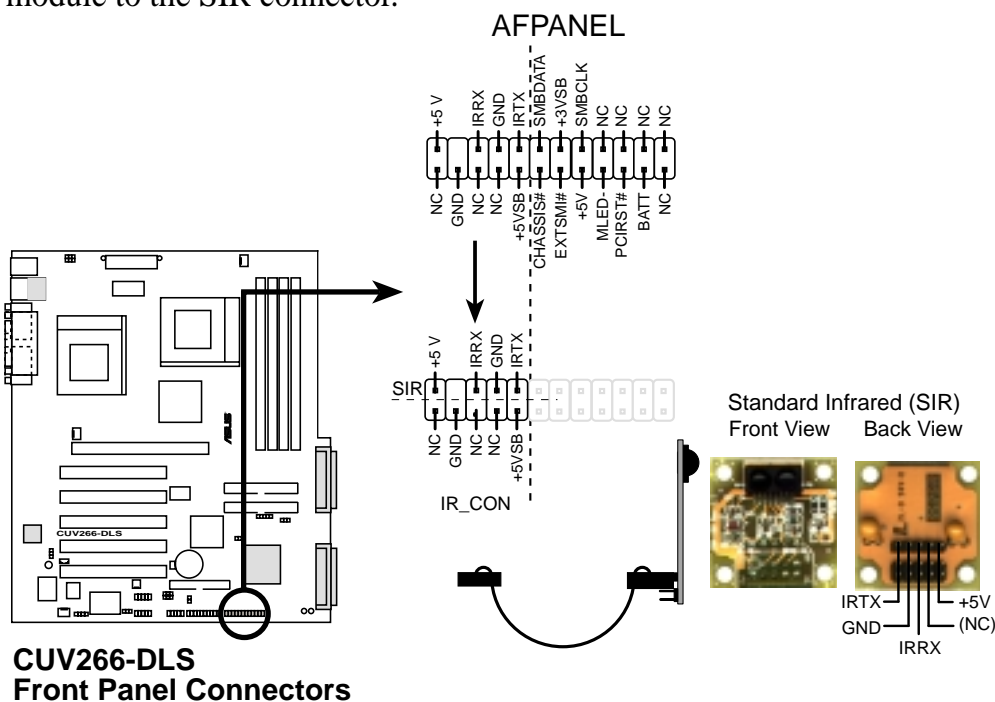 module to the SIR connector.
AFPANEL
+5 V
IRRX
GND
IRTX
SMBDATA
+3VSB
SMBCLK
NC
NC
NC
NC
NC
GND
NC
NC
+5VSB
CHASSIS#
EXTSMI#
+5V
MLED-
PCIRST#
BATT
NC
SIR
+5 V
IRRX
GND
IRTX
NC
GND
NC
NC
+5VSB
IR_CON
Standard Infrared (SIR)
Front View Back View
IRTX
+5V
GND
(NC)
IRRX
ASUS
CUV266-DLS
CUV266-DLS
Front Panel Connectors